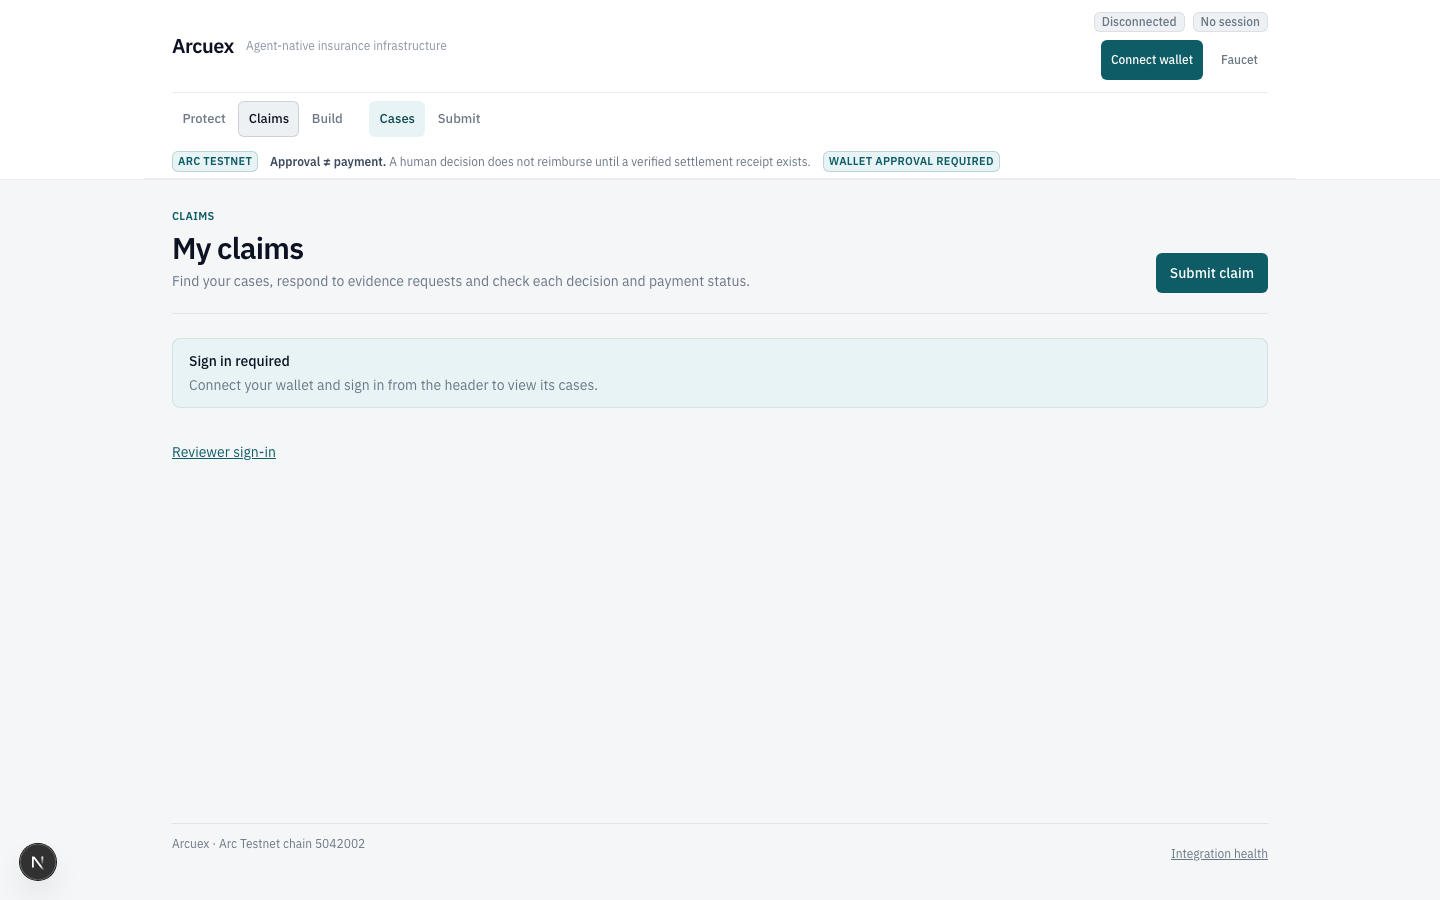 Disconnected No session
Arcuex Agent-native insurance infrastructure
Connect wallet Faucet
Protect Claims Build Cases Submit
ARC TESTNET Approval ≠ payment. A human decision does not reimburse until a verified settlement receipt exists. WALLET APPROVAL REQUIRED
CLAIMS
My claims
Find your cases, respond to evidence requests and check each decision and payment status.
Submit claim
Sign in required
Connect your wallet and sign in from the header to view its cases.
Reviewer sign-in
Arcuex · Arc Testnet chain 5042002
Integration health
N